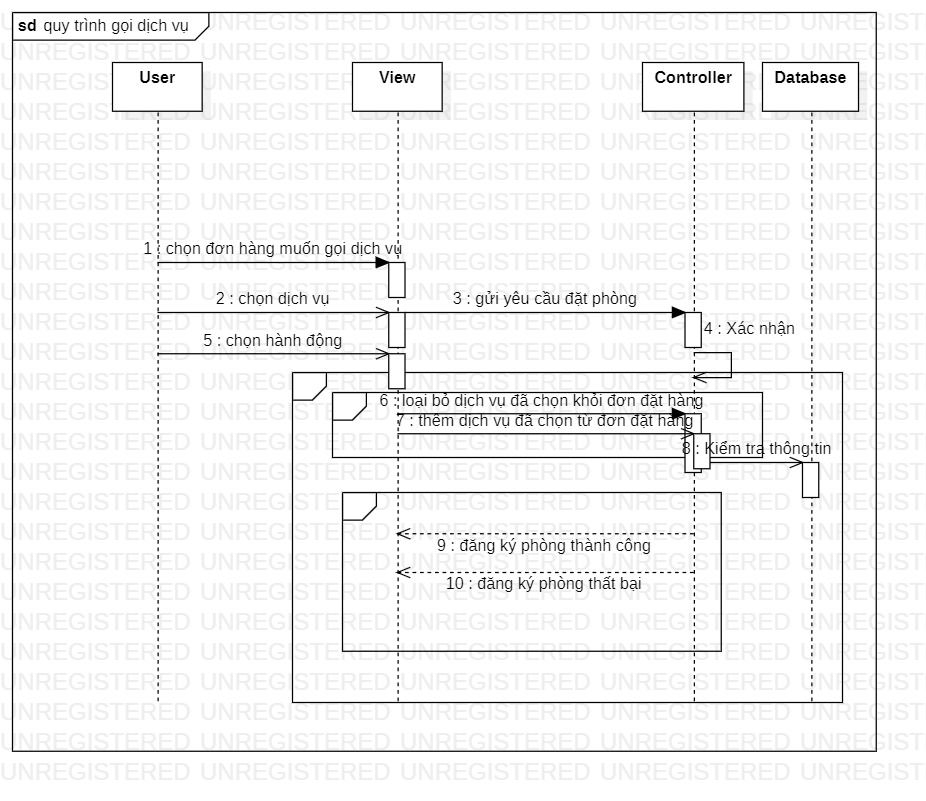 sd quy trình gọi dịch vụ
User
View
Controller
Database
1 : chọn đơn hàng muốn gọi dịch vụ
2 : chọn dịch vụ
3 : gửi yêu cầu đặt phòng
4 : Xác nhận
5 : chọn hành động
6 : loại bỏ dịch vụ đã chọn khỏi đơn đặt hàng
7 : thêm dịch vụ đã chọn từ đơn đặt hàng
8 : Kiểm tra thông tin
9 : đăng ký phòng thành công
10 : đăng ký phòng thất bại
UNREGISTERED